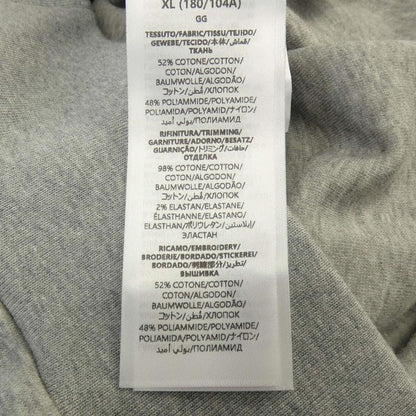 XL (180/104A)
GG
TESSUTO/FABRIC/TISSU/TEJIDO/
GEWEBE/TECIDO/本体/قماش/
ТКАНЬ
52% COTONE/COTTON/
COTON/ALGODON/
BAUMWOLLE/ALGODAO/
コットン/قطن/ХЛОПОК
48% POLIAMMIDE/POLYAMIDE/
POLIAMIDA/POLYAMID/ナイロン/
بولي أميد/ПОЛИАМИД
RIFINITURA/TRIMMING/
GARNITURE/ADORNO/BESATZ/
GUARNIÇÃO/トリミング/
ОТДЕЛКА
98% COTONE/COTTON/
COTON/ALGODON/
BAUMWOLLE/ALGODAO/
コットン/قطن/ХЛОПОК
2% ELASTAN/ELASTANE/
ÉLASTHANNE/ELASTANO/
ELASTHAN/ポリウレタン/إيلاستين/
ЭЛАСТАН
RICAMO/EMBROIDERY/
BRODERIE/BORDADO/STICKEREI/
BORDADO/刺繍部分/تطريز/
ВЫШИВКА
52% COTONE/COTTON/
COTON/ALGODON/
BAUMWOLLE/ALGODAO/
コットン/قطن/ХЛОПОК
48% POLIAMMIDE/POLYAMIDE/
POLIAMIDA/POLYAMID/ナイロン/
بولي أميد/ПОЛИАМИД